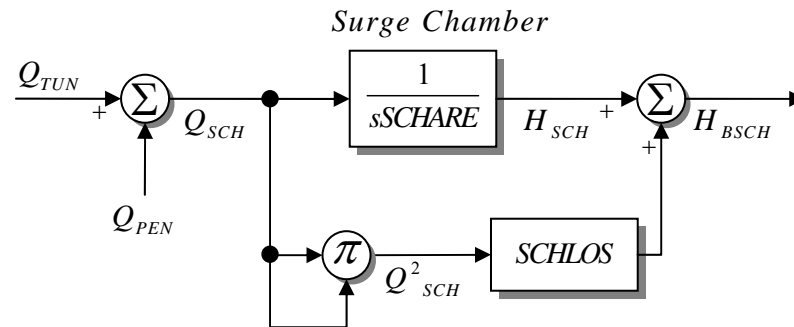 Surge Chamber
Q_TUN
+
Σ
Q_SCH
1
sSCHARE
H_SCH
+
Σ
+
H_BSCH
Q_PEN
π
Q²_SCH
SCHLOS